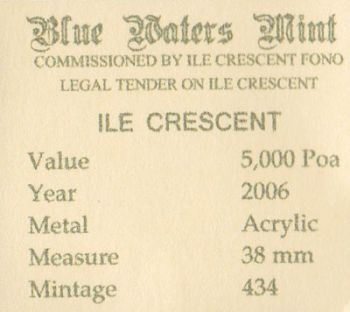 Blue Waters Mint
COMMISSIONED BY ILE CRESCENT FONO
LEGAL TENDER ON ILE CRESCENT
ILE CRESCENT
Value 5,000 Poa
Year 2006
Metal Acrylic
Measure 38 mm
Mintage 434